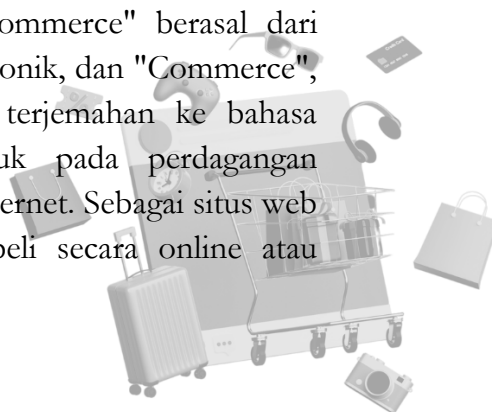 ommerce" berasal dari
onik, dan "Commerce",
terjemahan ke bahasa
uk pada perdagangan
ernet. Sebagai situs web
beli secara online atau